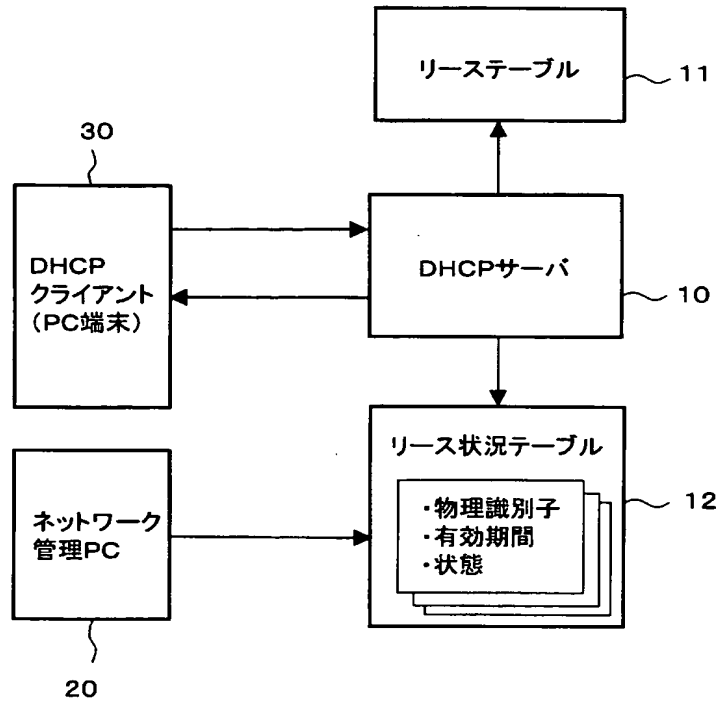 リーステーブル
11
30
DHCP
クライアント
(PC端末)
DHCPサーバ
10
リース状況テーブル
・物理識別子
・有効期間
・状態
12
ネットワーク
管理PC
20